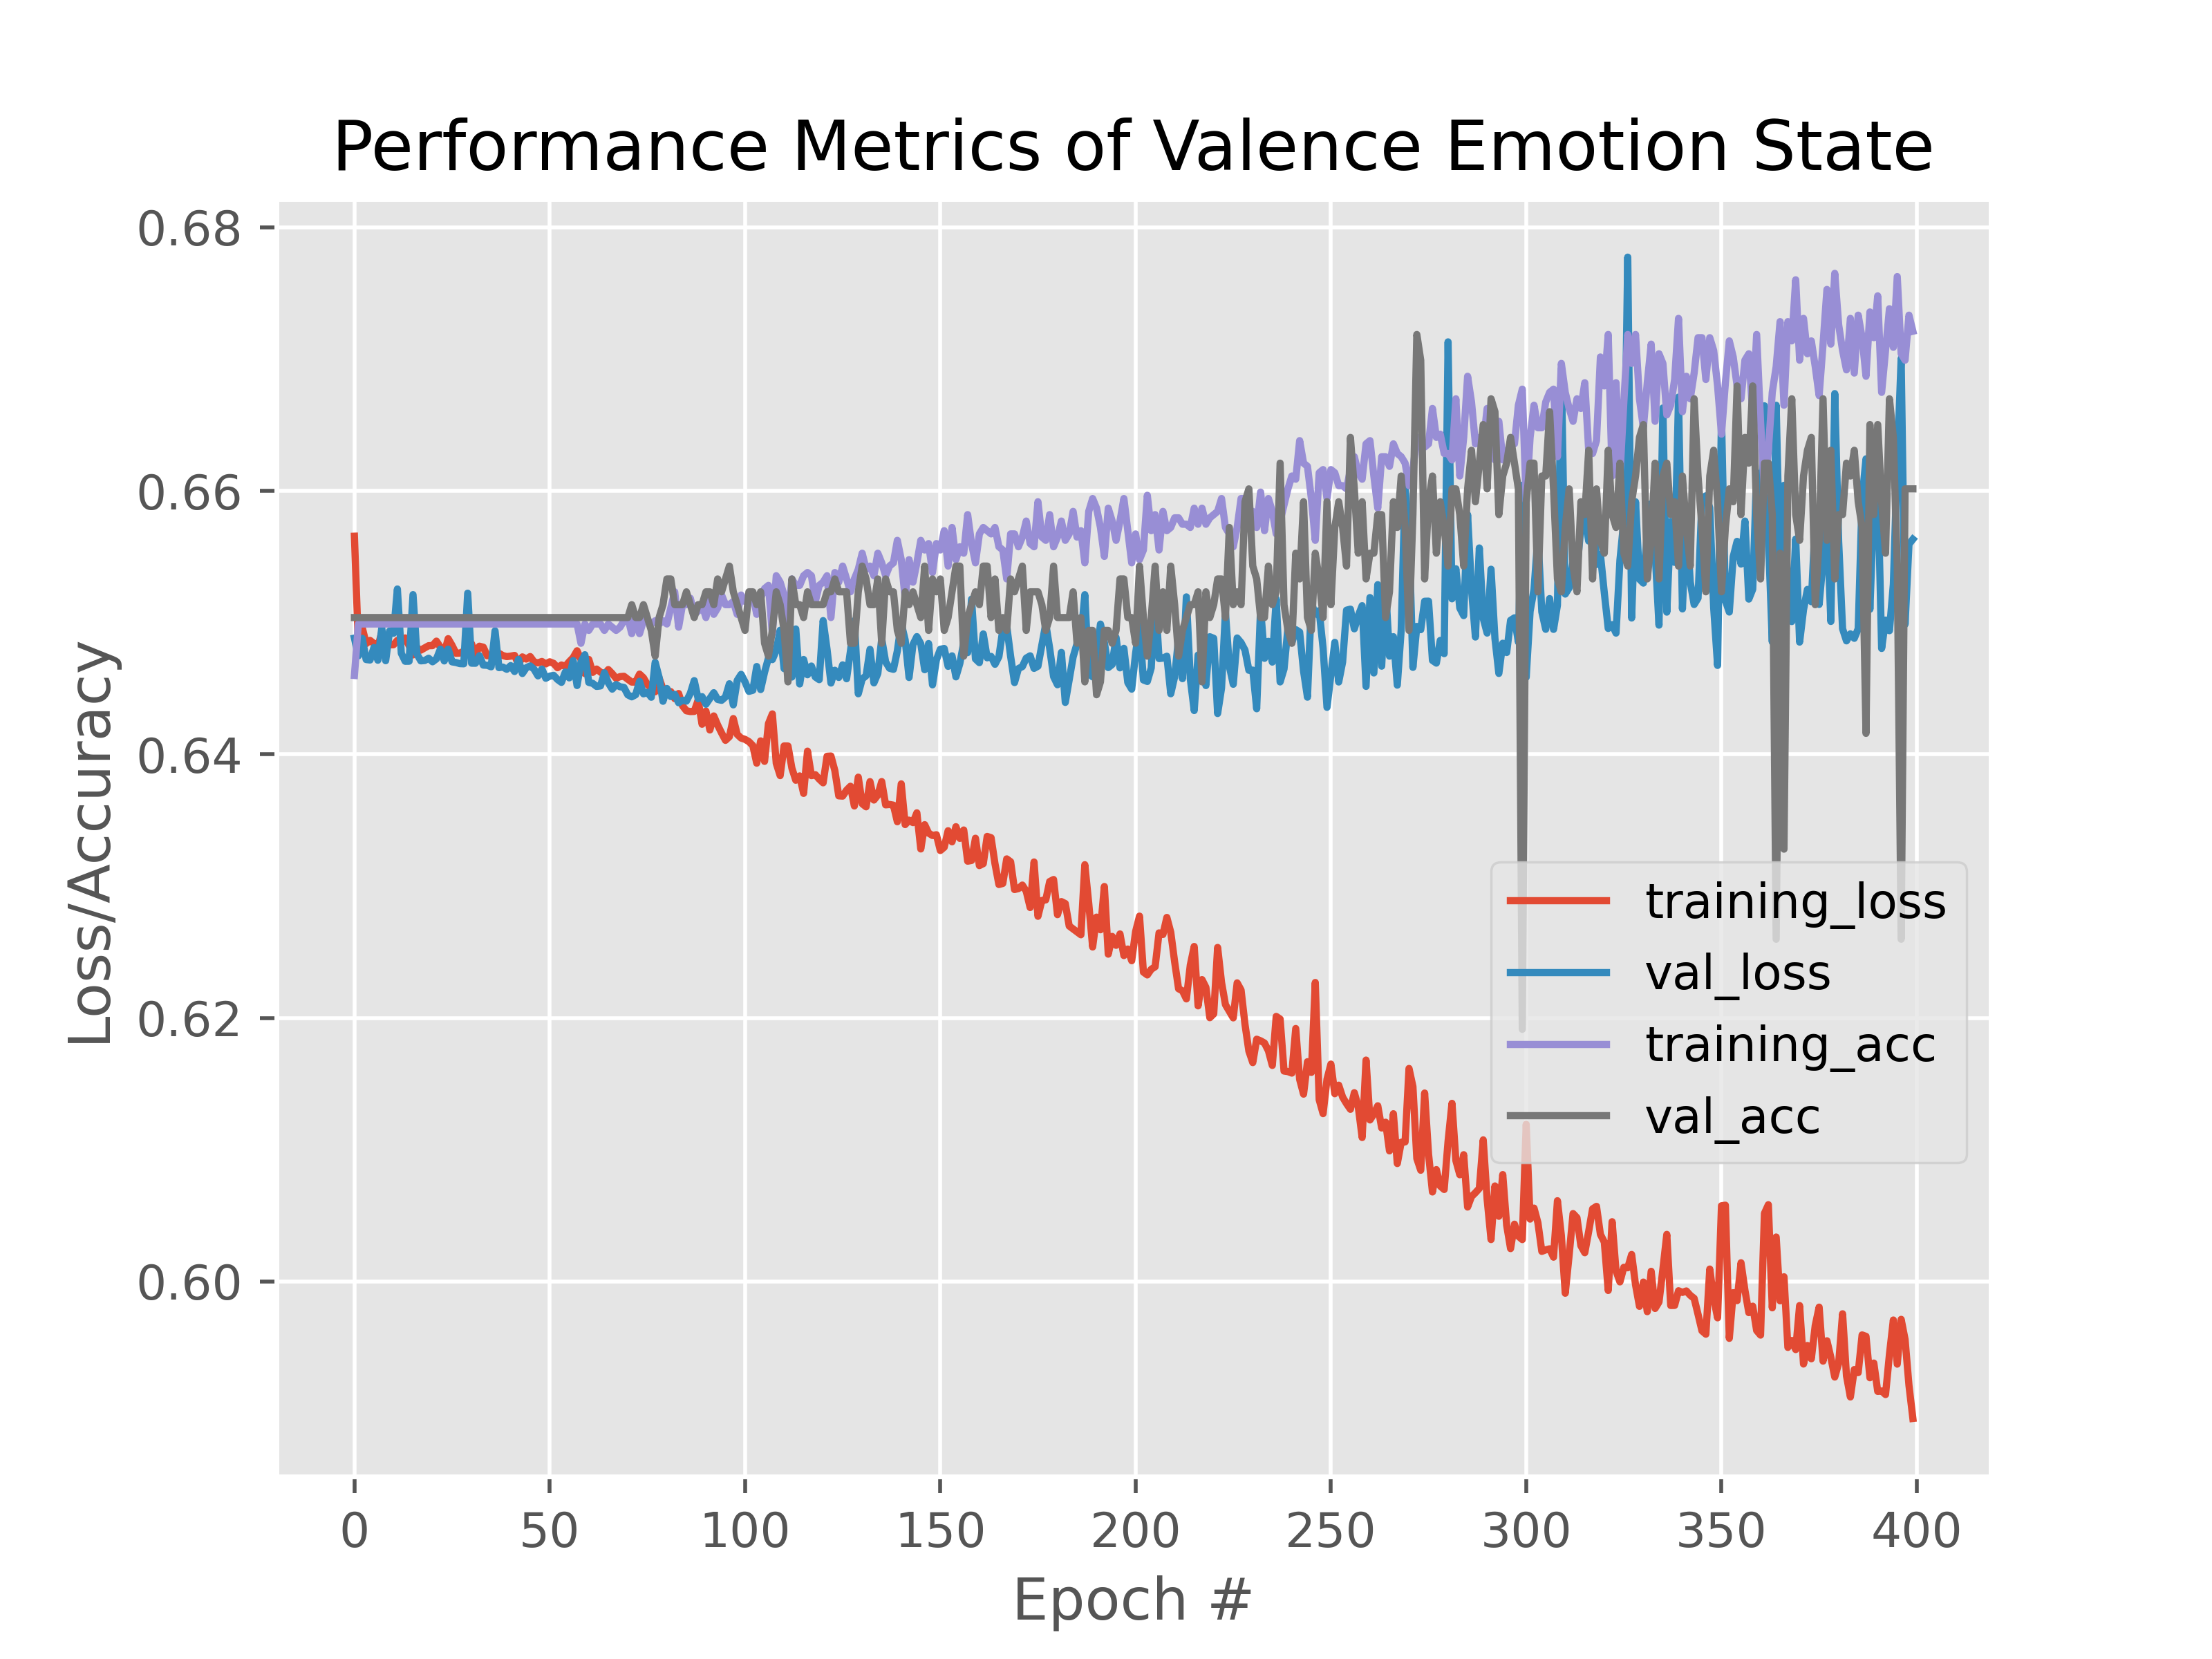 Performance Metrics of Valence Emotion State
Loss/Accuracy
0.68
0.66
0.64
0.62
0.60
training_loss
val_loss
training_acc
val_acc
0 50 100 150 200 250 300 350 400
Epoch #